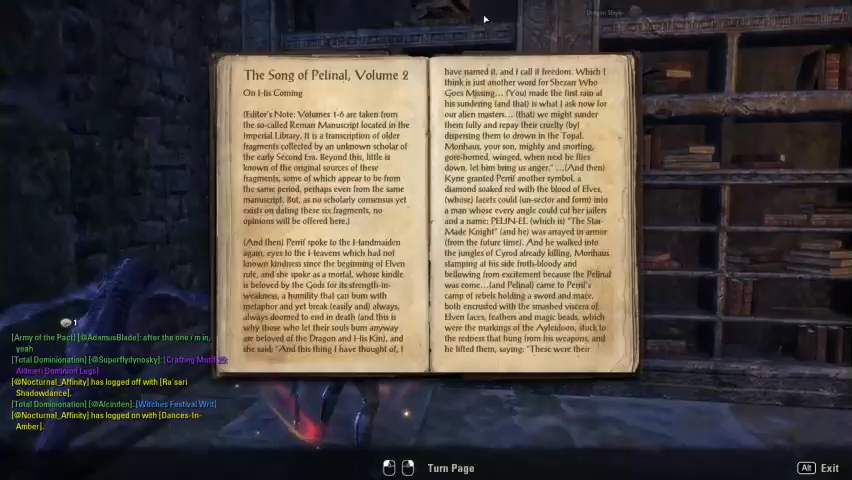 Dragon Slayer
The Song of Pelinal, Volume 2
On His Coming
[Editor's Note: Volumes 1-6 are taken from
the so-called Reman Manuscript located in the
Imperial Library. It is a transcription of older
fragments collected by an unknown scholar of
the early Second Era. Beyond this, little is
known of the original sources of these
fragments, some of which appear to be from
the same period, perhaps even from the same
manuscript. But, as no scholarly consensus yet
exists on dating these six fragments, no
opinions will be offered here.]
[And then] Perrif spoke to the Handmaiden
again, eyes to the Heavens which had not
known kindness since the beginning of Elven
rule, and she spoke as a mortal, whose kindle
is beloved by the Gods for its strength-in-
weakness, a humility that can burn with
metaphor and yet break [easily and] always,
always doomed to end in death (and this is
why those who let their souls burn anyway
are beloved of the Dragon and His Kin), and
she said: "And this thing I have thought of, I
have named it, and I call it freedom. Which I
think is just another word for Shezarr Who
Goes Missing... [You] made the first rain at
his sundering [and that] is what I ask now for
our alien masters... [that] we might sunder
them fully and repay their cruelty [by]
dispersing them to drown in the Topal.
Morihaus, your son, mighty and snorting,
gore-horned, winged, when next he flies
down, let him bring us anger." ...[And then]
Kyne granted Perrif another symbol, a
diamond soaked red with the blood of Elves,
[whose] facets could [un-sector and form] into
a man whose every angle could cut her jailers
and a name: PELIN-EL [which is] "The Star-
Made Knight" [and he] was arrayed in armor
[from the future time]. And he walked into
the jungles of Cyrod already killing, Morihaus
stamping at his side froth-bloody and
bellowing from excitement because the Pelinal
was come... [and Pelinal] came to Perrif's
camp of rebels holding a sword and mace,
both encrusted with the smashed viscera of
Elven faces, feathers and magic beads, which
were the markings of the Ayleidoon, stuck to
the redness that hung from his weapons, and
he lifted them, saying: "These were their
1
[Army of the Pact] [@AdamusBlade]: after the one i m in,
yeah
[Total Dominionation] [@Superflydynosky]: [Crafting Motif
Aldmeri Dominion Legs]
[@Nocturnal_Affinity] has logged off with [Ra'sari
Shadowdance].
[Total Dominionation] [@Alcinden]: [Witches Festival Writ]
[@Nocturnal_Affinity] has logged on with [Dances-In-
Amber].
Turn Page
Alt Exit